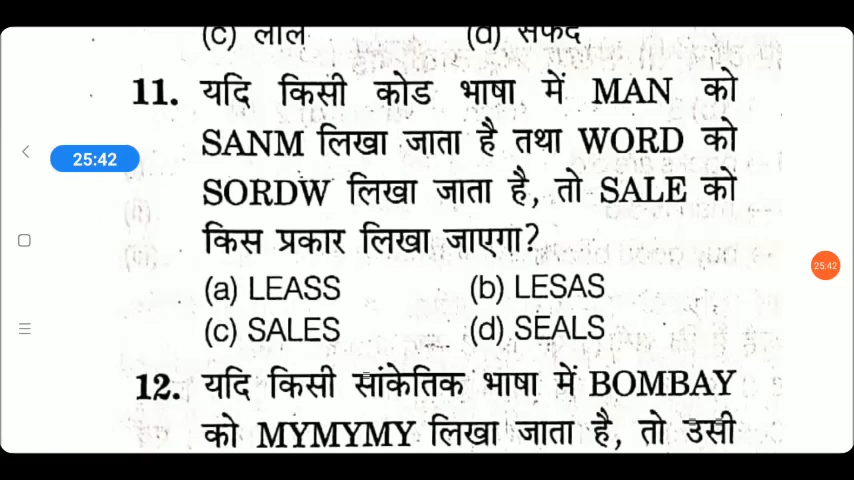 (c) लाल (d) सफेद
11. यदि किसी कोड भाषा में MAN को
25:42
SANM लिखा जाता है तथा WORD को
SORDW लिखा जाता है, तो SALE को
किस प्रकार लिखा जाएगा?
25:42
(a) LEASS (b) LESAS
(c) SALES (d) SEALS
12. यदि किसी सांकेतिक भाषा में BOMBAY
को MYMYMY लिखा जाता है, तो उसी